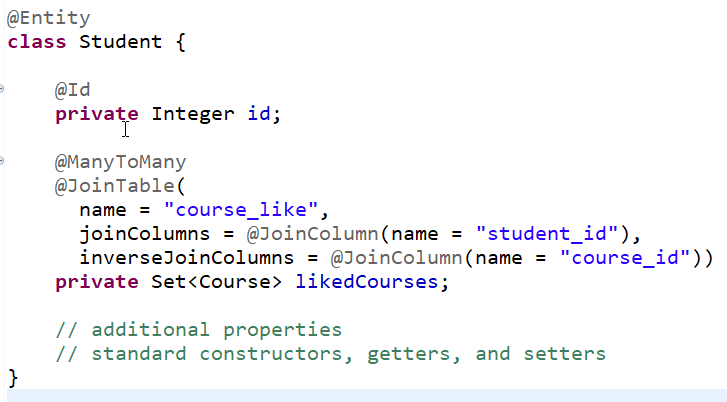 @Entity
class Student {
@Id
private Integer id;
@ManyToMany
@JoinTable(
name = "course_like",
joinColumns = @JoinColumn(name = "student_id"),
inverseJoinColumns = @JoinColumn(name = "course_id"))
private Set<Course> likedCourses;
// additional properties
// standard constructors, getters, and setters
}